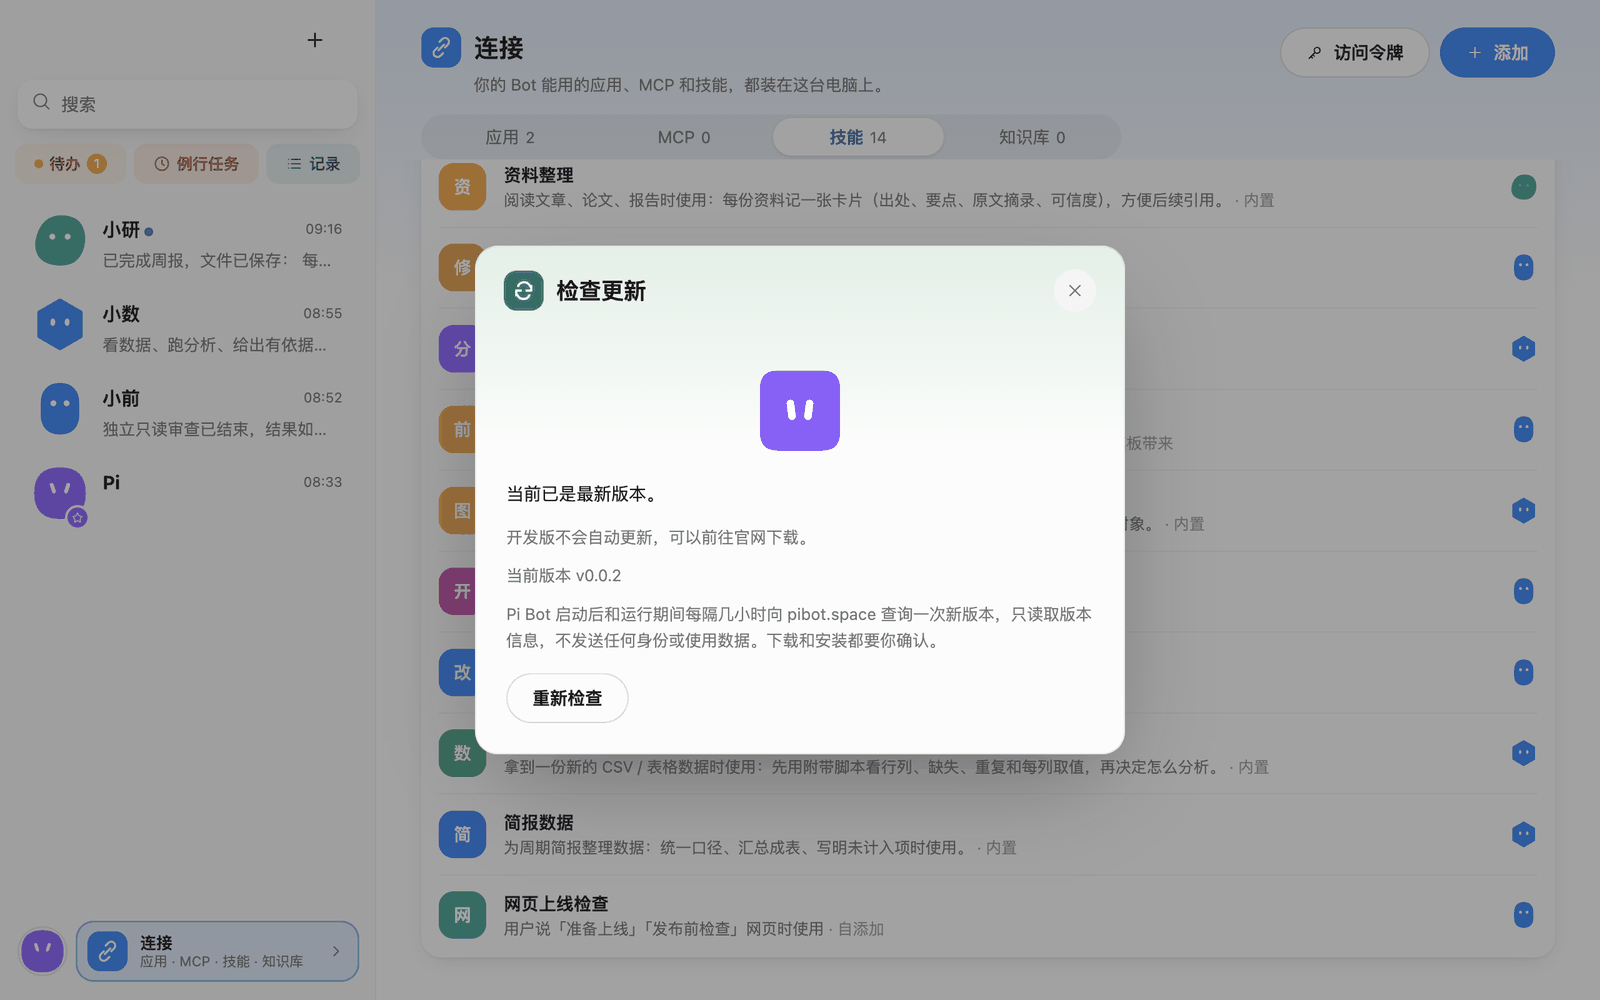 搜索
待办 1
例行任务
记录
小研
09:16
已完成周报，文件已保存： 每...
小数
08:55
看数据、跑分析、给出有依据...
小前
08:52
独立只读审查已结束，结果如...
Pi
08:33
连接
应用 · MCP · 技能 · 知识库
连接
你的 Bot 能用的应用、MCP 和技能，都装在这台电脑上。
访问令牌
添加
应用 2
MCP 0
技能 14
知识库 0
资
资料整理
阅读文章、论文、报告时使用：每份资料记一张卡片（出处、要点、原文摘录、可信度），方便后续引用。 · 内置
修
分
前
板带来
图
象。 · 内置
开
改
数
拿到一份新的 CSV / 表格数据时使用：先用附带脚本看行列、缺失、重复和每列取值，再决定怎么分析。 · 内置
简
简报数据
为周期简报整理数据：统一口径、汇总成表、写明未计入项时使用。 · 内置
网
网页上线检查
用户说「准备上线」「发布前检查」网页时使用 · 自添加
检查更新
当前已是最新版本。
开发版不会自动更新，可以前往官网下载。
当前版本 v0.0.2
Pi Bot 启动后和运行期间每隔几小时向 pibot.space 查询一次新版本，只读取版本
信息，不发送任何身份或使用数据。下载和安装都要你确认。
重新检查